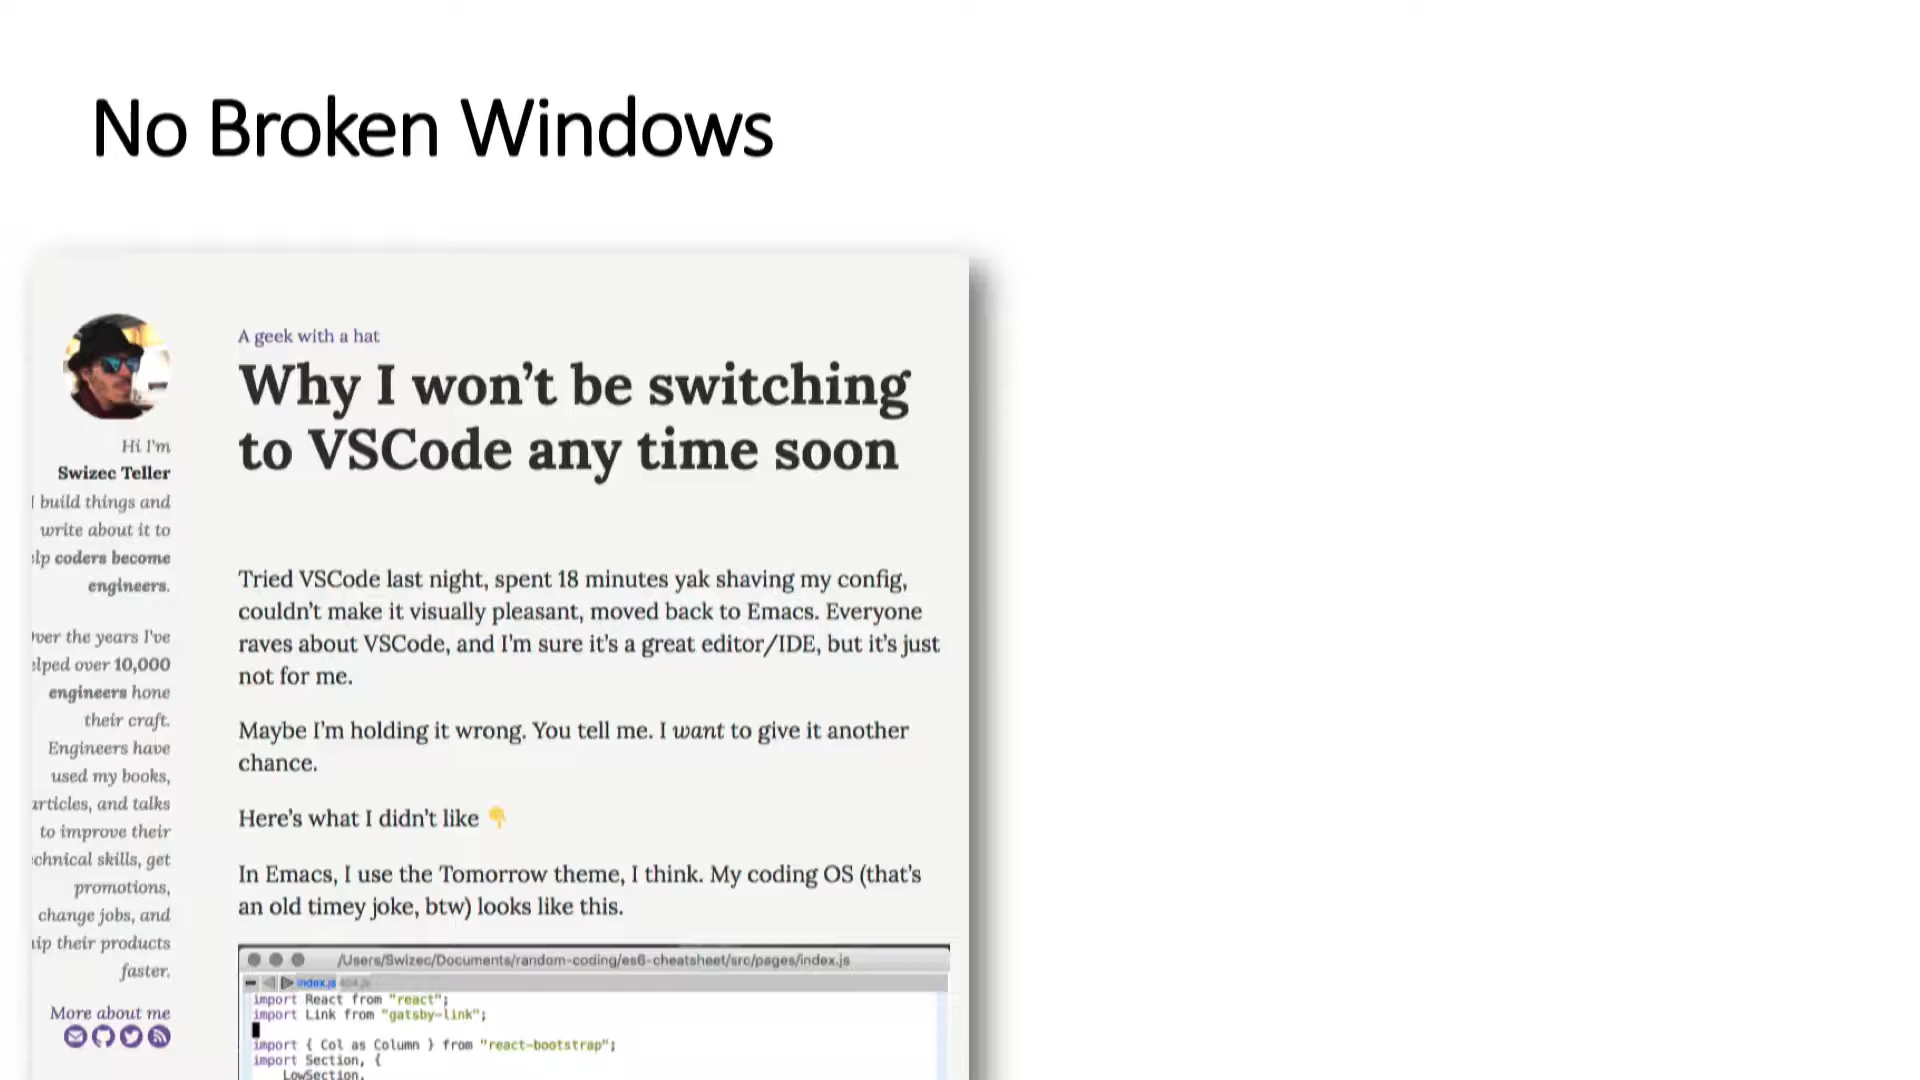 No Broken Windows
Hi I'm
Swizec Teller
I build things and
write about it to
elp coders become
engineers.
Over the years I've
elped over 10,000
engineers hone
their craft.
Engineers have
used my books,
articles, and talks
to improve their
chnical skills, get
promotions,
change jobs, and
hip their products
faster.
More about me
A geek with a hat
Why I won't be switching
to VSCode any time soon
Tried VSCode last night, spent 18 minutes yak shaving my config,
couldn't make it visually pleasant, moved back to Emacs. Everyone
raves about VSCode, and I'm sure it's a great editor/IDE, but it's just
not for me.
Maybe I'm holding it wrong. You tell me. I want to give it another
chance.
Here's what I didn't like 👇
In Emacs, I use the Tomorrow theme, I think. My coding OS (that's
an old timey joke, btw) looks like this.
/Users/Swizec/Documents/random-coding/es6-cheatsheet/src/pages/index.js
index.js 404.js
import React from "react";
import Link from "gatsby-link";
import { Col as Column } from "react-bootstrap";
import Section, {
LowSection,